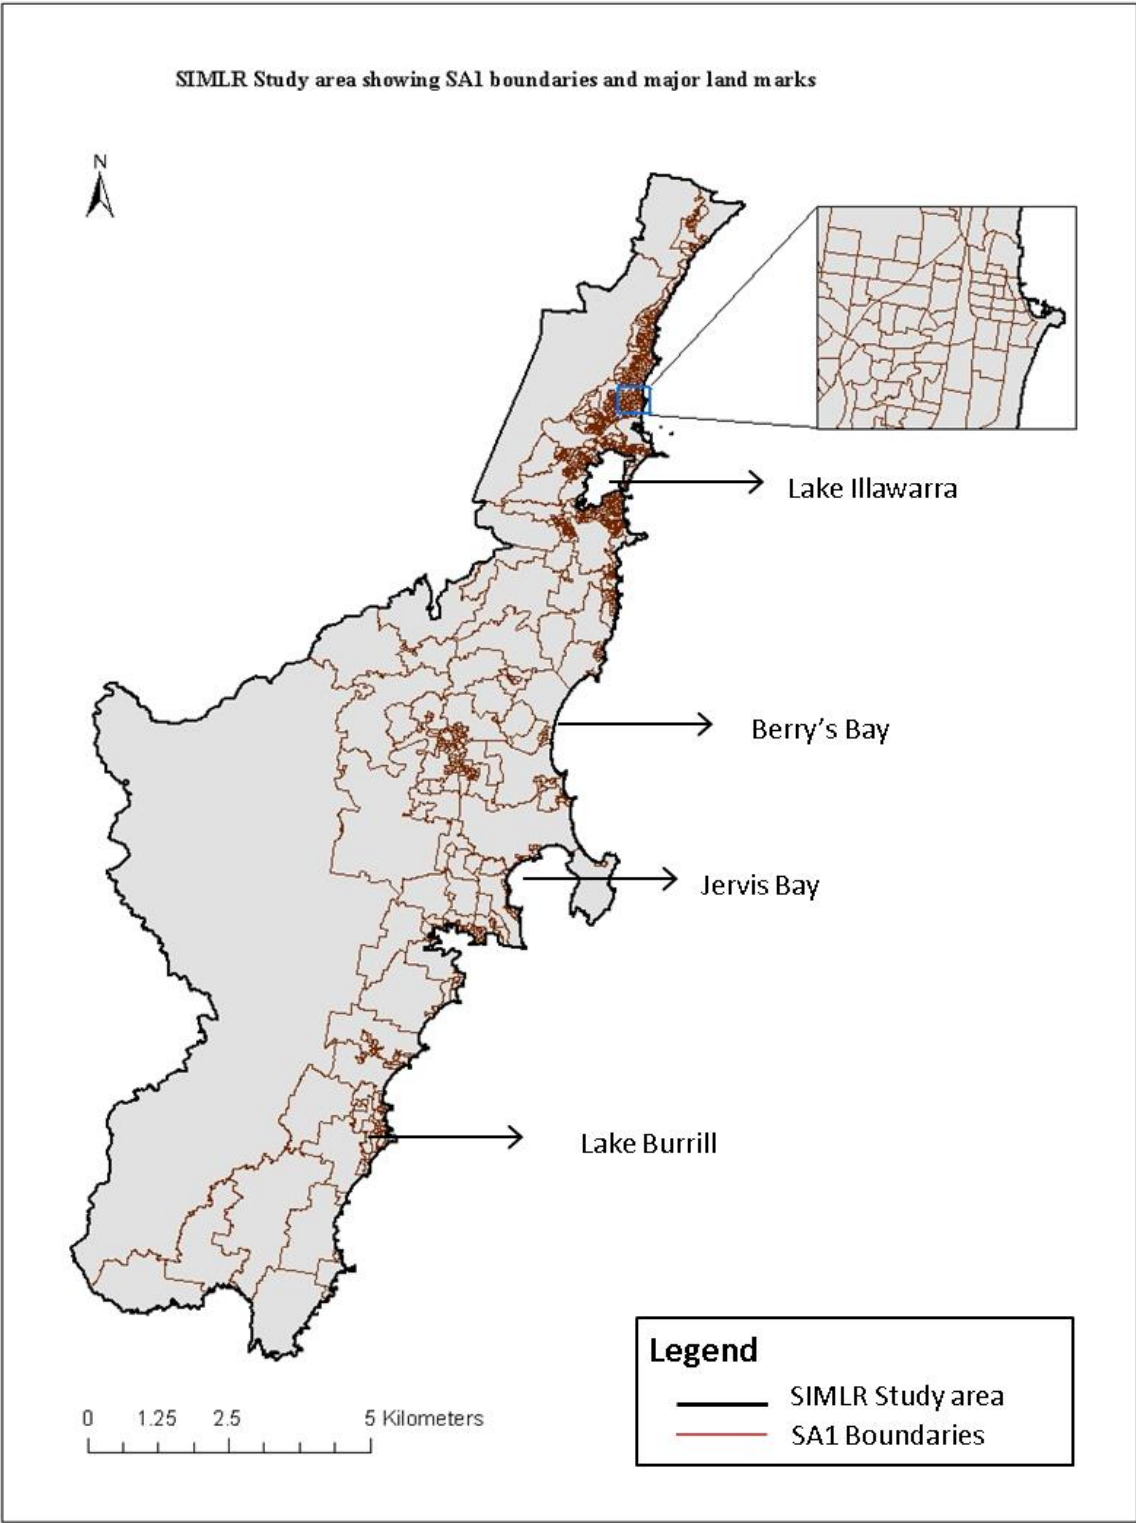 SIMLR Study area showing SA1 boundaries and major land marks
N
Lake Illawarra
Berry's Bay
Jervis Bay
Lake Burrill
Legend
SIMLR Study area
SA1 Boundaries
0 1.25 2.5 5 Kilometers